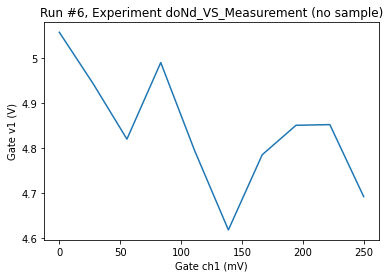 Run #6, Experiment doNd_VS_Measurement (no sample)
5
4.9
4.8
4.7
4.6
Gate v1 (V)
0 50 100 150 200 250
Gate ch1 (mV)